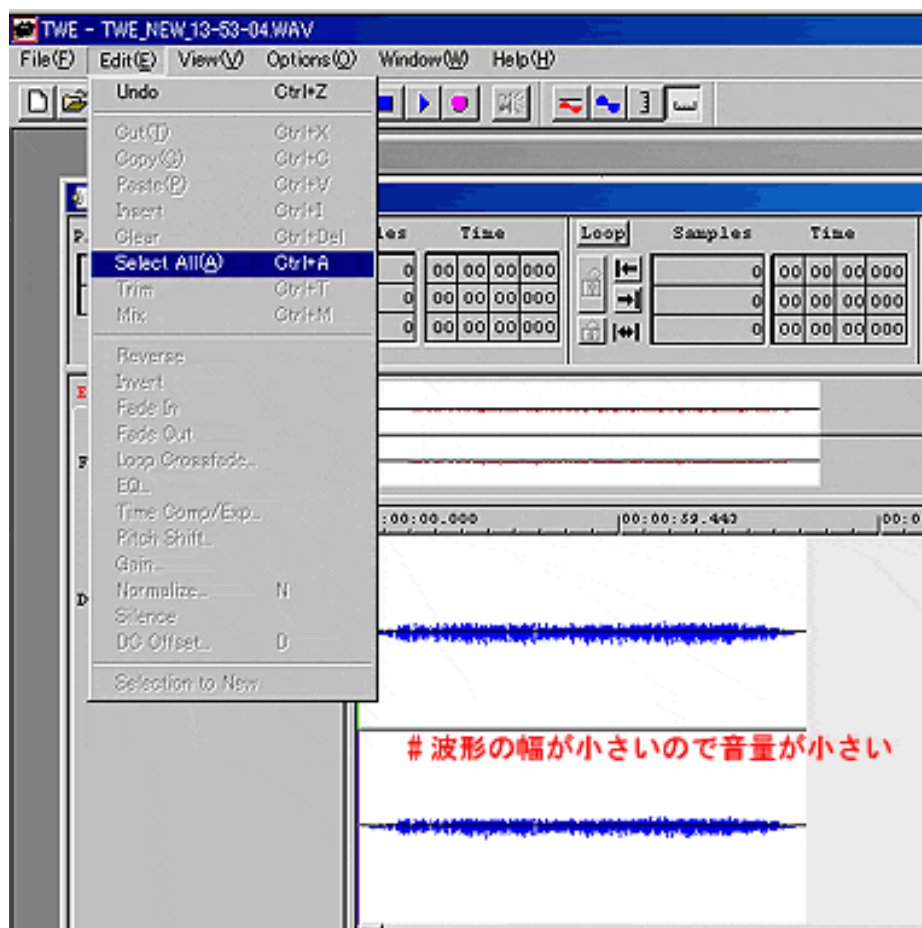 TWE - TWE_NEW_13-53-04.WAV
File(F) Edit(E) View(V) Options(O) Window(W) Help(H)
Undo Ctrl+Z
Cut(T) Ctrl+X
Copy(C) Ctrl+C
Paste(P) Ctrl+V
Insert Ctrl+I
Clear Ctrl+Del
Select All(A) Ctrl+A
Trim Ctrl+T
Mix Ctrl+M
Reverse
Invert
Fade In
Fade Out
Loop Crossfade...
EQ...
Time Comp/Exp...
Pitch Shift...
Gain...
Normalize... N
Silence
DC Offset... D
Selection to New
Time Loop Samples Time
0 00 00 00 000 0 00 00 00 000
0 00 00 00 000 0 00 00 00 000
0 00 00 00 000 0 00 00 00 000
:00:00.000 00:00:59.443 00:0
#波形の幅が小さいので音量が小さい